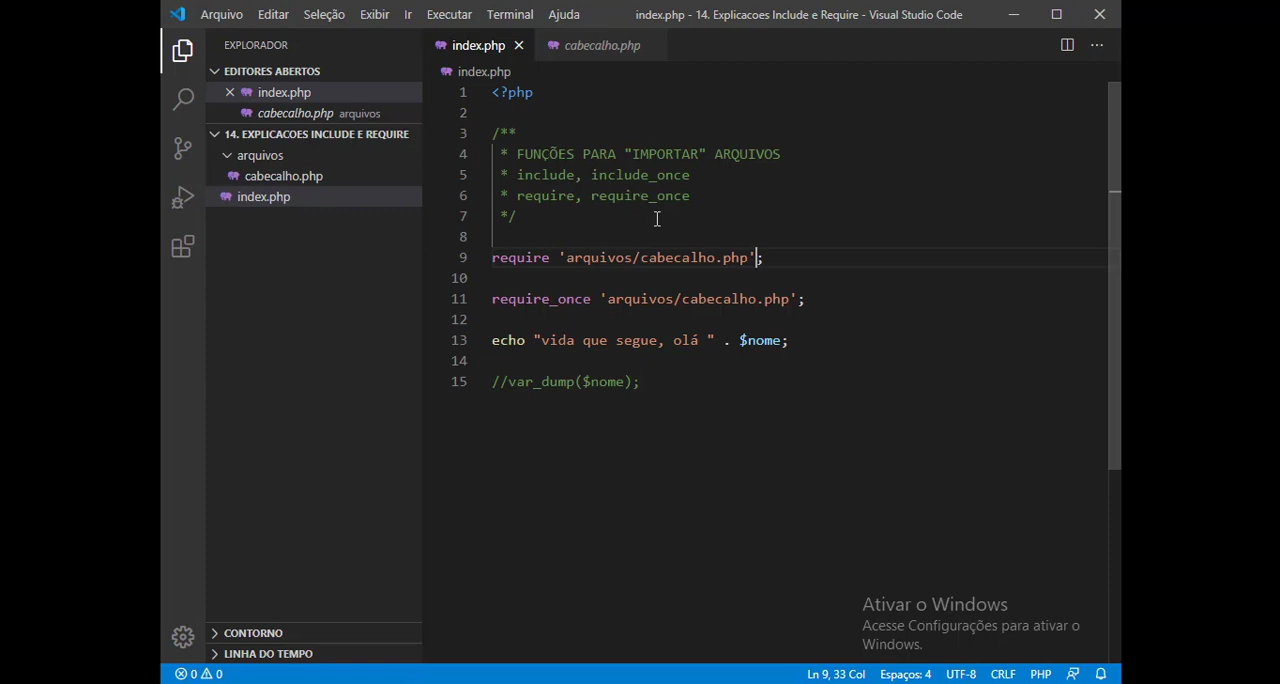 Arquivo Editar Seleção Exibir Ir Executar Terminal Ajuda index.php - 14. Explicacoes Include e Require - Visual Studio Code
EXPLORADOR
EDITORES ABERTOS
index.php
cabecalho.php arquivos
14. EXPLICACOES INCLUDE E REQUIRE
arquivos
cabecalho.php
index.php
CONTORNO
LINHA DO TEMPO
index.php cabecalho.php
index.php
1 <?php
2
3 /**
4 * FUNÇÕES PARA "IMPORTAR" ARQUIVOS
5 * include, include_once
6 * require, require_once
7 */
8
9 require 'arquivos/cabecalho.php';
10
11 require_once 'arquivos/cabecalho.php';
12
13 echo "vida que segue, olá " . $nome;
14
15 //var_dump($nome);
Ativar o Windows
Acesse Configurações para ativar o
Windows.
0 0 Ln 9, 33 Col Espaços: 4 UTF-8 CRLF PHP